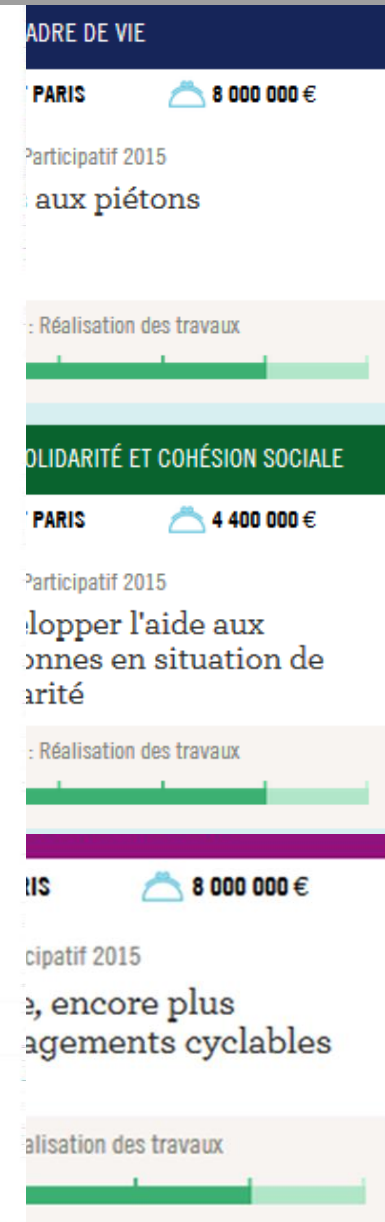 ADRE DE VIE
PARIS 8 000 000 €
Participatif 2015
aux piétons
: Réalisation des travaux
OLIDARITÉ ET COHÉSION SOCIALE
PARIS 4 400 000 €
Participatif 2015
lopper l'aide aux
onnes en situation de
arité
: Réalisation des travaux
RIS 8 000 000 €
cipatif 2015
e, encore plus
agements cyclables
alisation des travaux